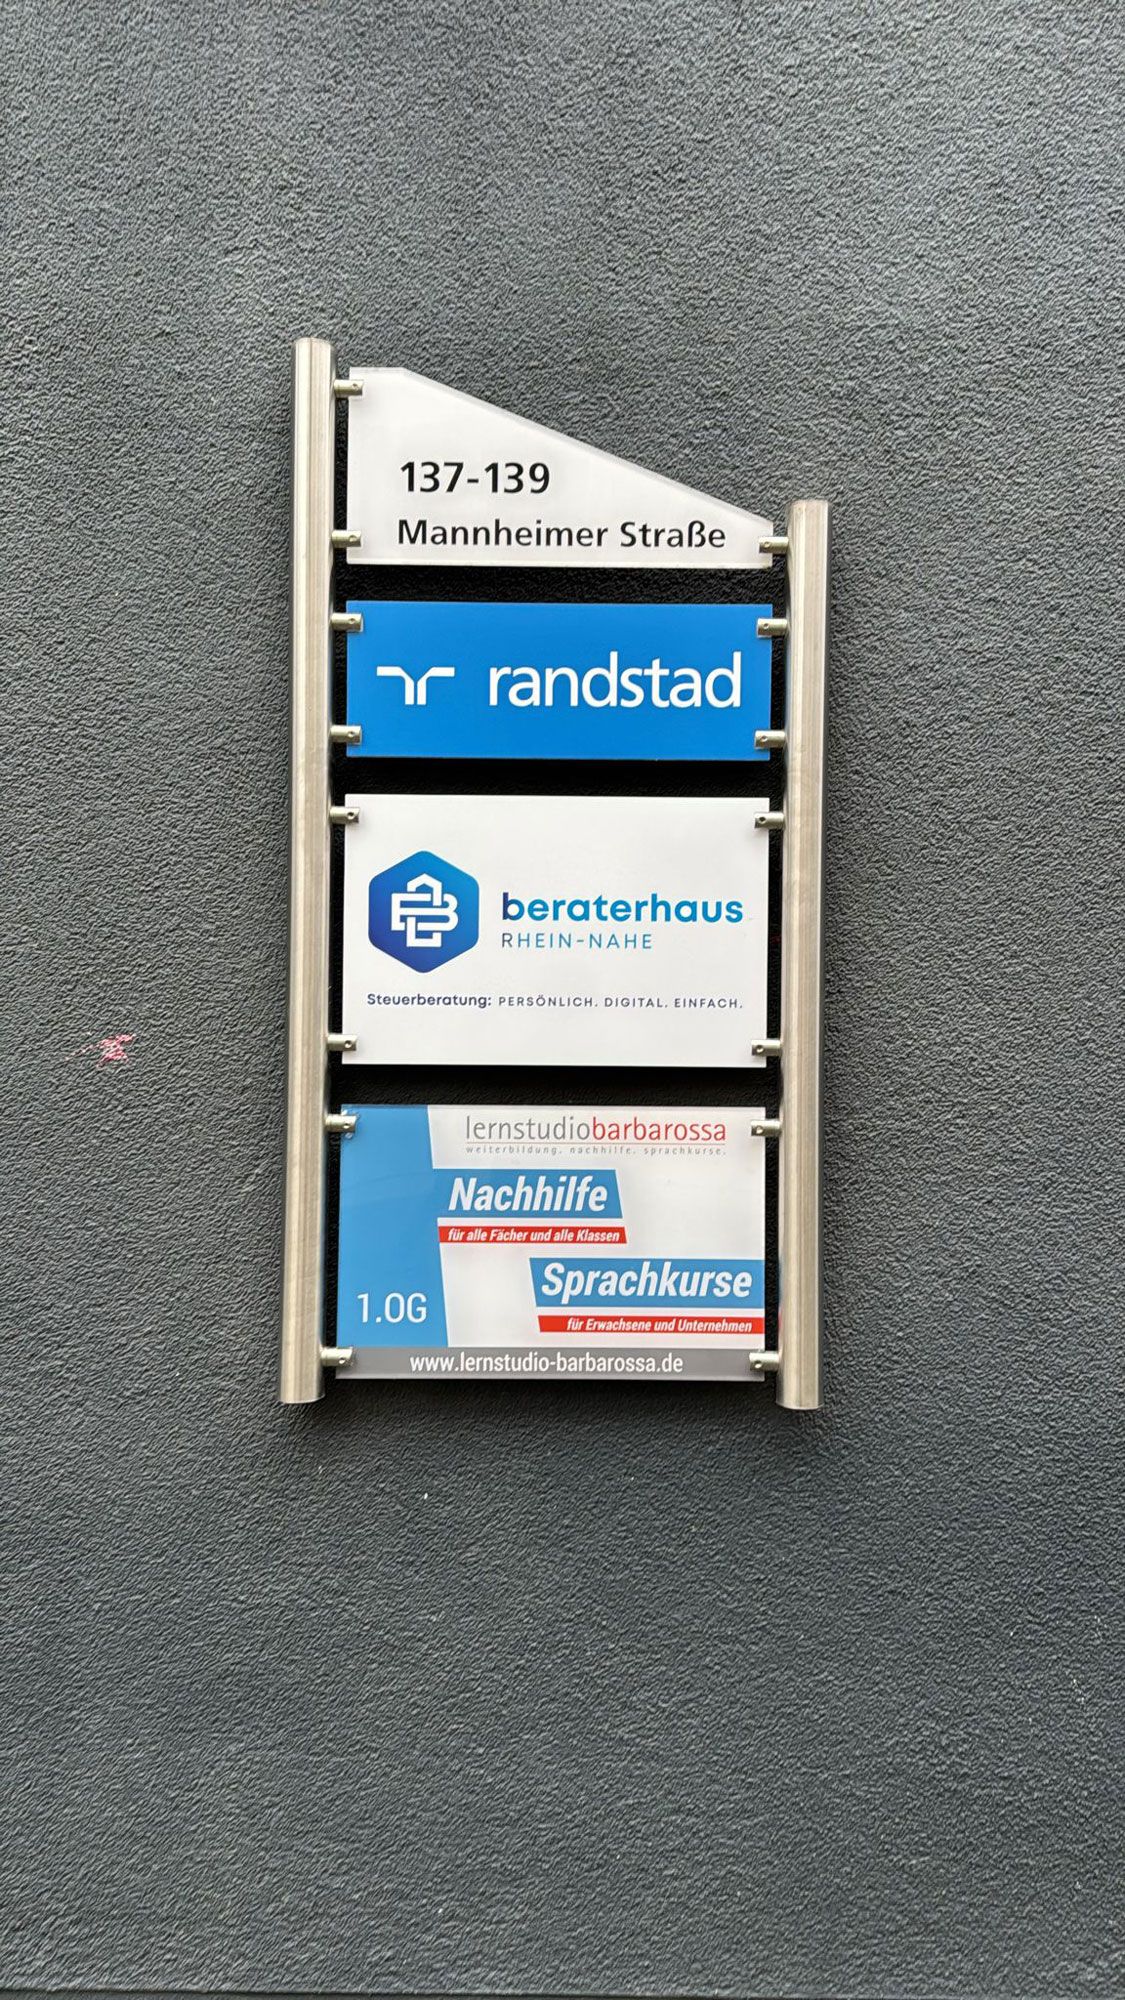 137-139
Mannheimer Straße
randstad
beraterhaus
RHEIN-NAHE
Steuerberatung: PERSÖNLICH. DIGITAL. EINFACH.
lernstudiobarbarossa
weiterbildung. nachhilfe. sprachkurse.
Nachhilfe
für alle Fächer und alle Klassen
Sprachkurse
für Erwachsene und Unternehmen
1.OG
www.lernstudio-barbarossa.de